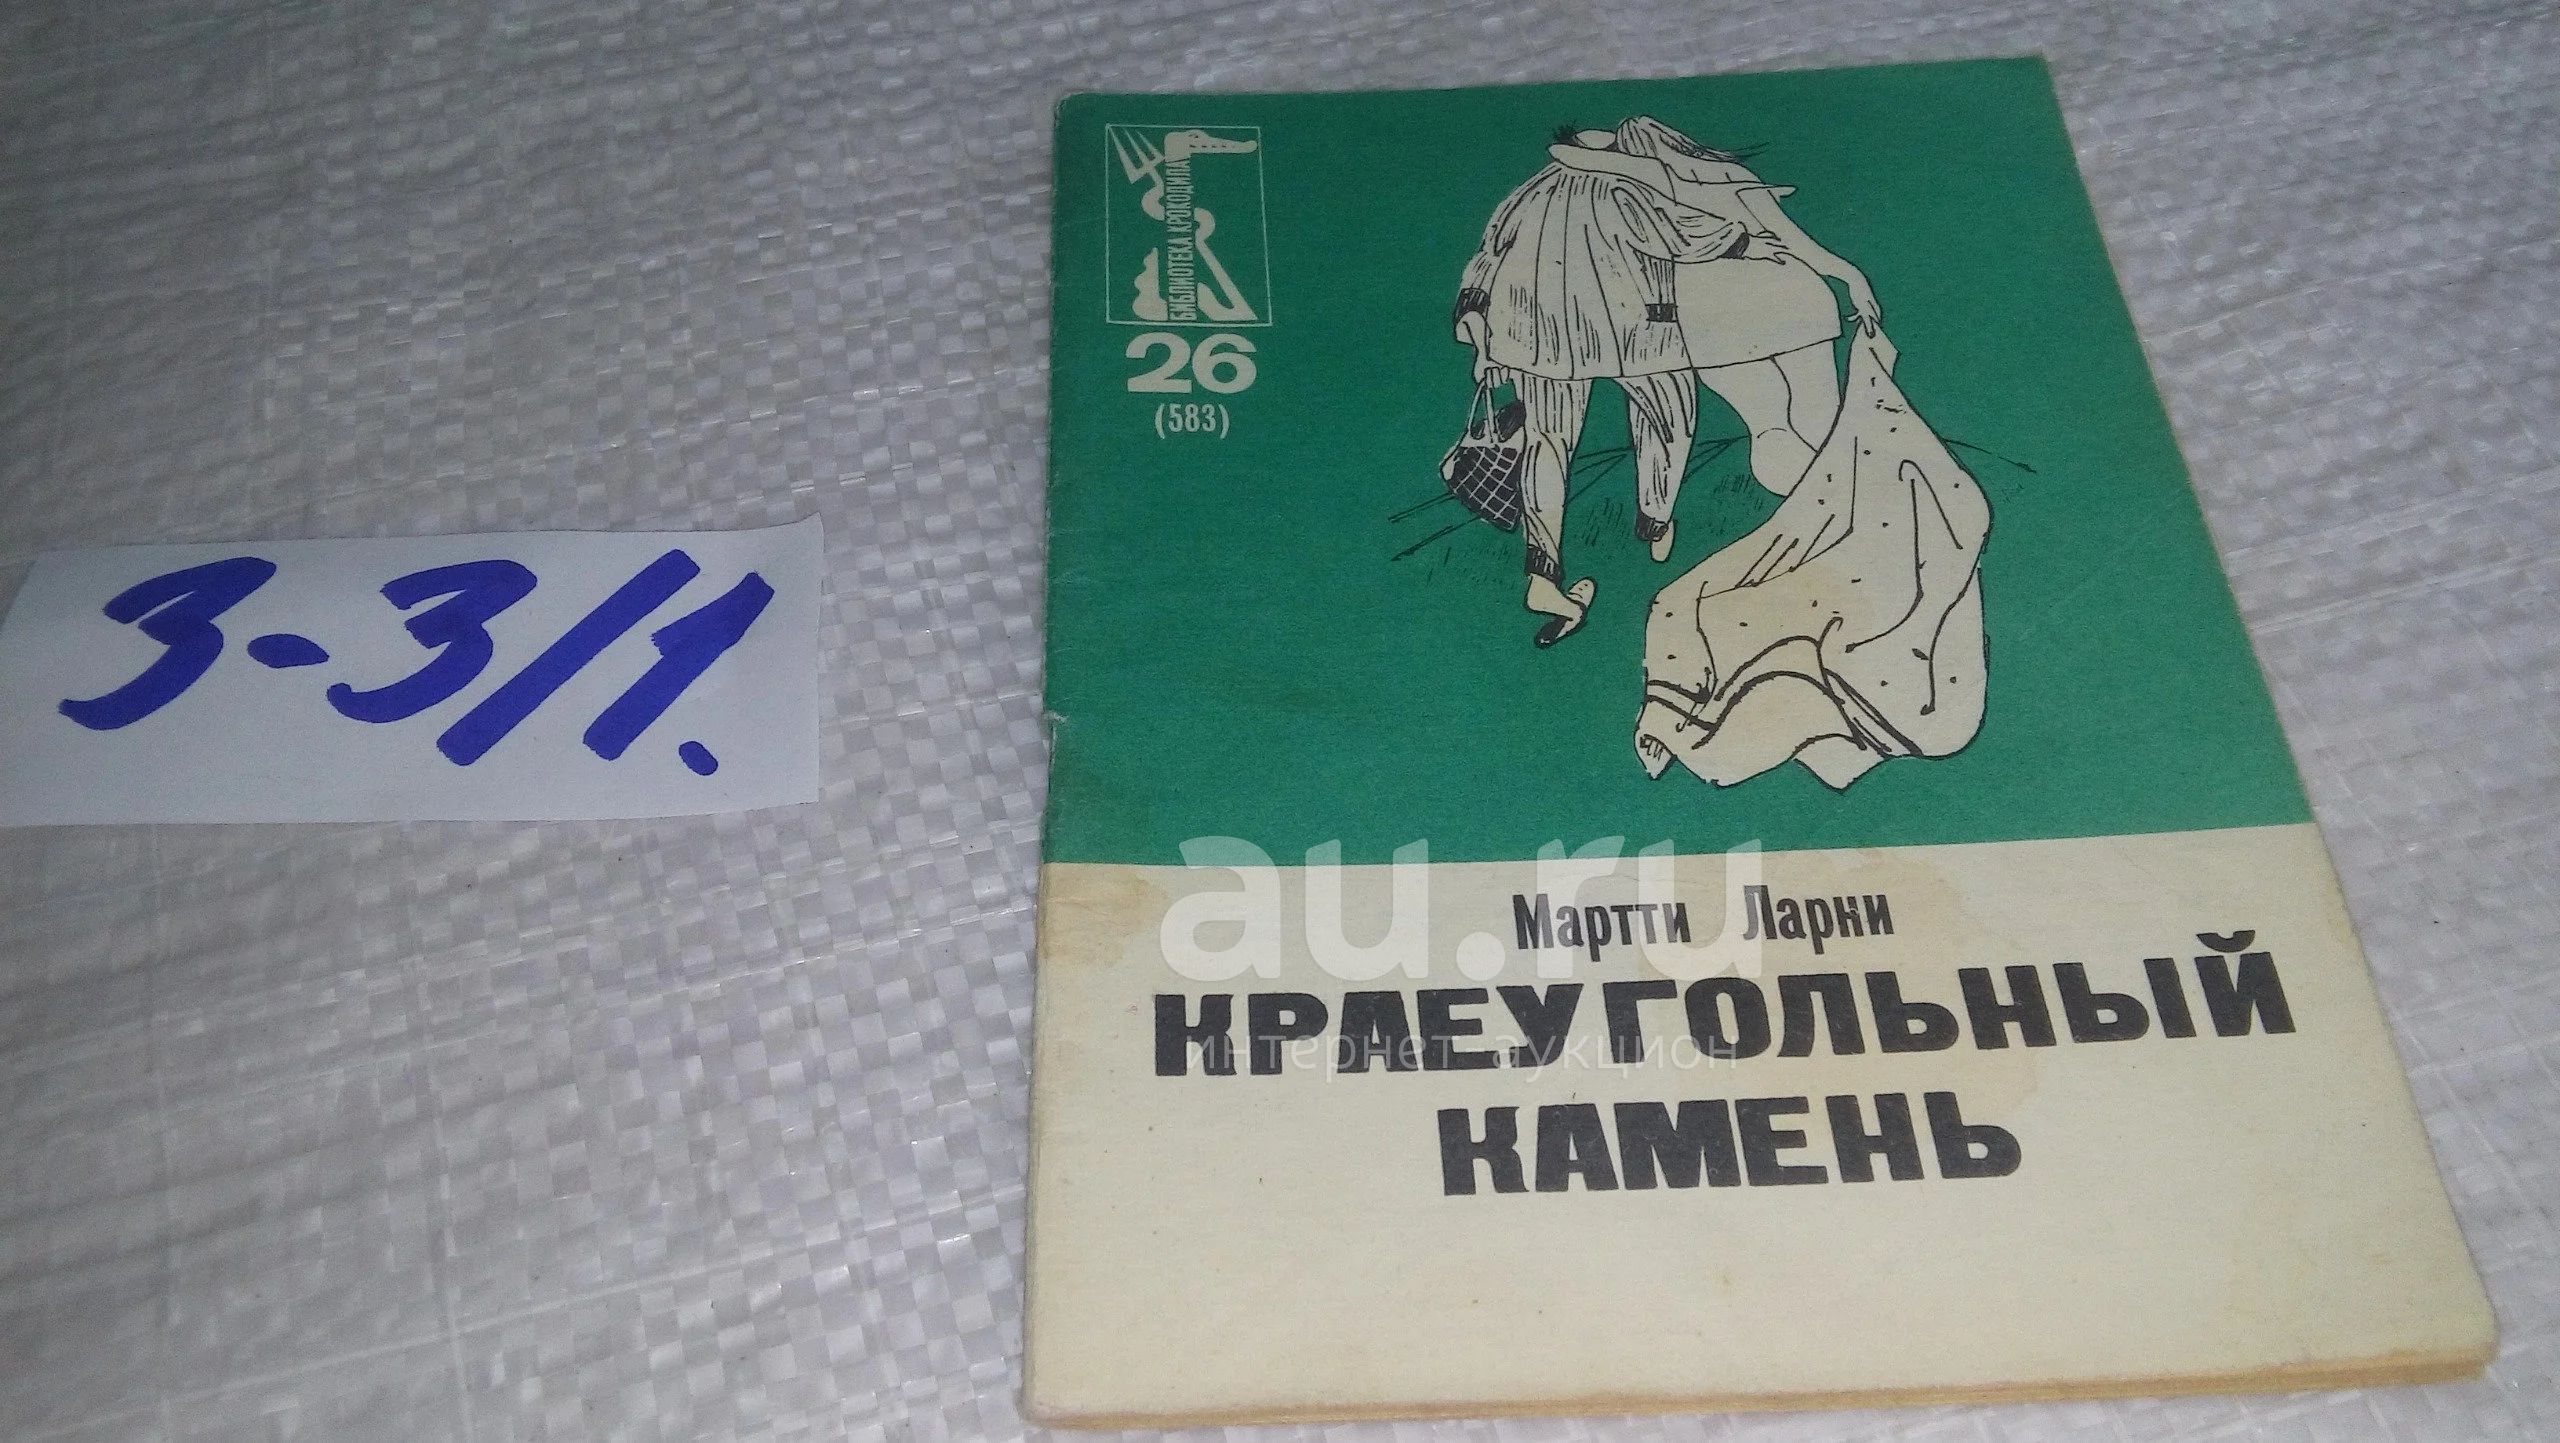 3-3/1.
БИБЛИОТЕКА КРОКОДИЛА
26
(583)
au.ru
Мартти Ларни
КРАЕУГОЛЬНЫЙ
интернет-аукцион
КАМЕНЬ